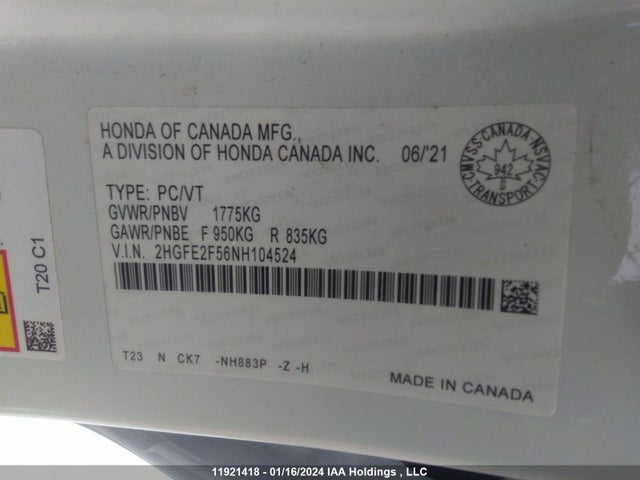 HONDA OF CANADA MFG.,
A DIVISION OF HONDA CANADA INC. 06/'21
CMVSS-CANADA-NSVAC
942
TRANSPORT
TYPE: PC/VT
GVWR/PNBV 1775KG
GAWR/PNBE F 950KG R 835KG
V.I.N. 2HGFE2F56NH104524
T20 C1
T23 N CK7 -NH883P -Z -H
MADE IN CANADA
11921418 - 01/16/2024 IAA Holdings , LLC